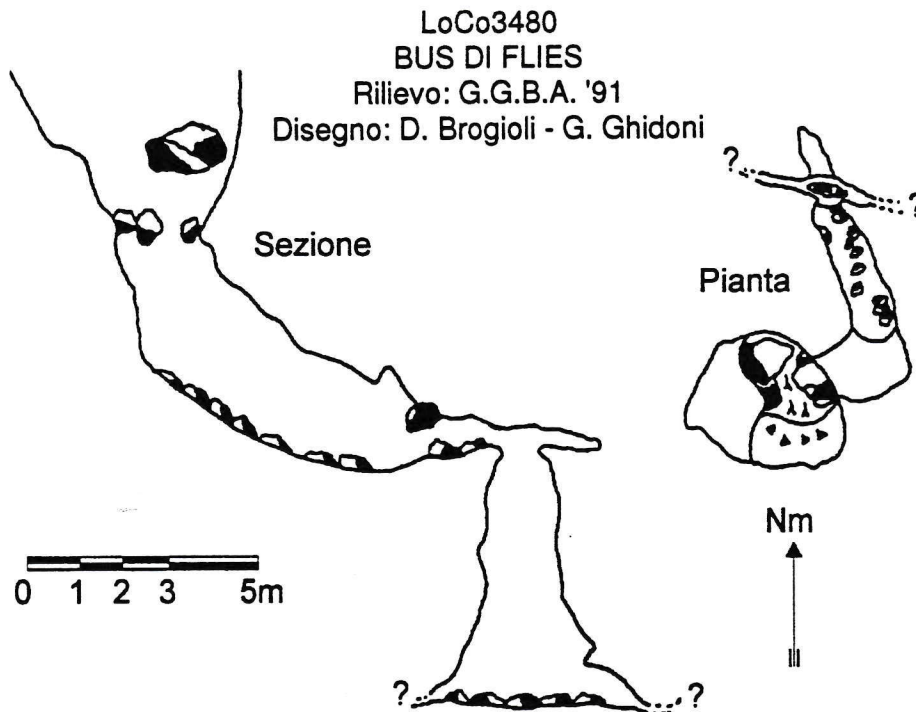 LoCo3480
BUS DI FLIES
Rilievo: G.G.B.A. '91
Disegno: D. Brogioli - G. Ghidoni
? ?
Sezione
Pianta
Nm
0 1 2 3 5m
? ?